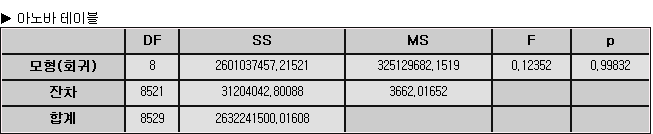 ▶ 아노바 테이블
DF SS MS F p
모형(회귀) 8 2601037457,21521 325129682,1519 0,12352 0,99832
잔차 8521 31204042,80088 3662,01652
합계 8529 2632241500,01608